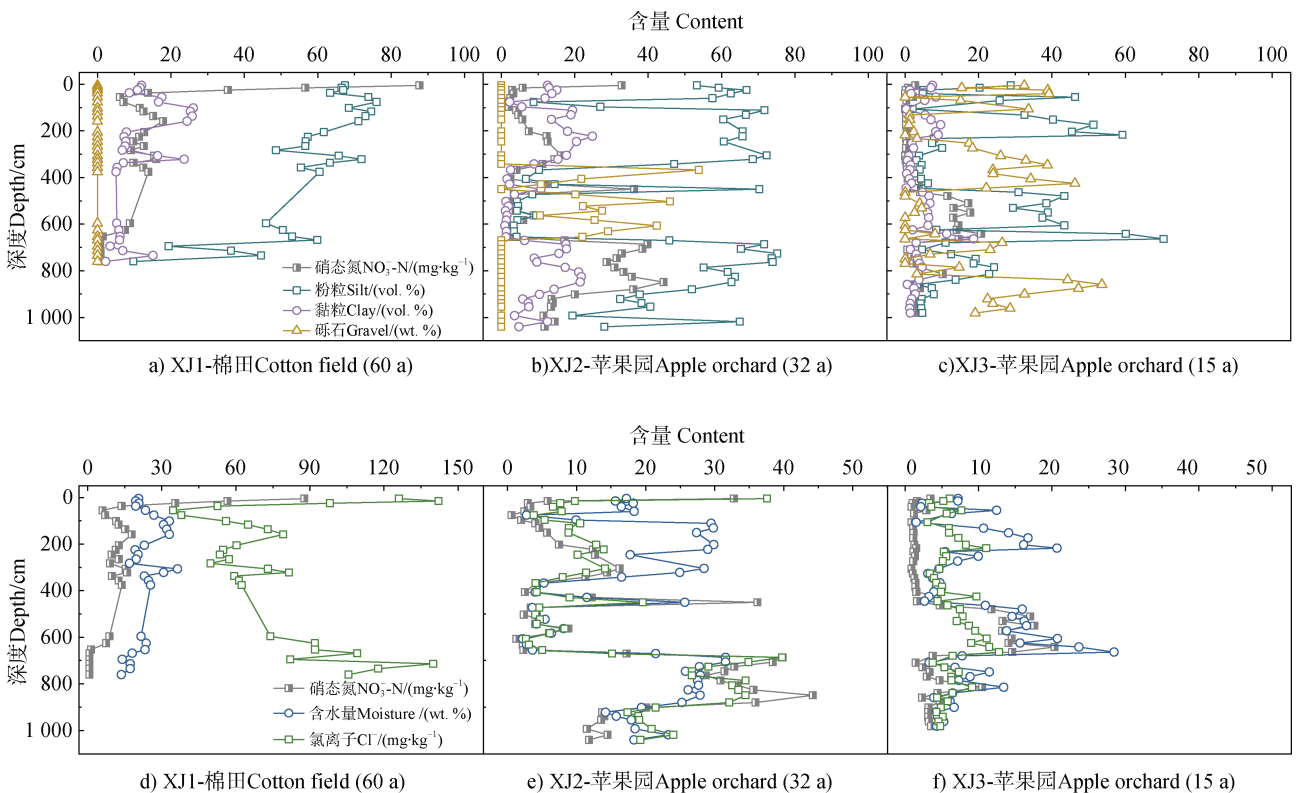 含量 Content
0 20 40 60 80 100 0 20 40 60 80 100 0 20 40 60 80 100
0
200
400
600
800
1 000
深度Depth/cm
硝态氮NO₃⁻-N/(mg·kg⁻¹)
粉粒Silt/(vol. %)
黏粒Clay/(vol. %)
砾石Gravel/(wt. %)
a) XJ1-棉田Cotton field (60 a) b)XJ2-苹果园Apple orchard (32 a) c)XJ3-苹果园Apple orchard (15 a)
含量 Content
0 30 60 90 120 150 0 10 20 30 40 50 0 10 20 30 40 50
0
200
400
600
800
1 000
深度Depth/cm
硝态氮NO₃⁻-N/(mg·kg⁻¹)
含水量Moisture /(wt. %)
氯离子Cl⁻/(mg·kg⁻¹)
d) XJ1-棉田Cotton field (60 a) e) XJ2-苹果园Apple orchard (32 a) f) XJ3-苹果园Apple orchard (15 a)